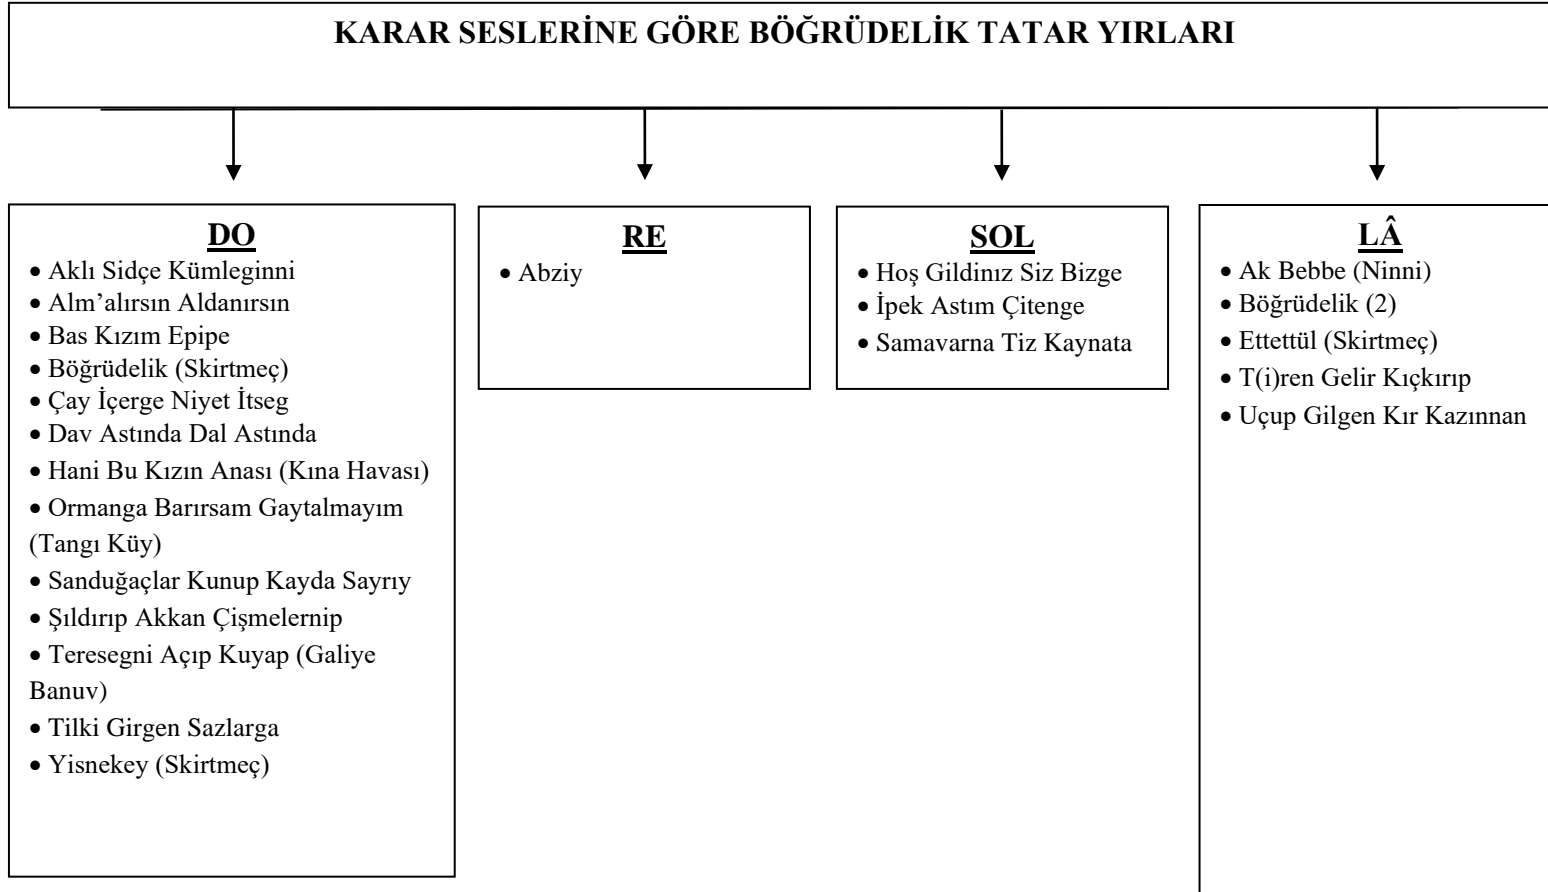 KARAR SESLERİNE GÖRE BÖĞRÜDELİK TATAR YIRLARI
DO
• Aklı Sidçe Kümleginni
• Alm’alırsın Aldanırsın
• Bas Kızım Epipe
• Böğrüdelik (Skirtmeç)
• Çay İçerge Niyet İtseg
• Dav Astında Dal Astında
• Hani Bu Kızın Anası (Kına Havası)
• Ormanga Barırsam Gaytalmayım
(Tangı Küy)
• Sanduğaçlar Kunup Kayda Sayrıy
• Şıldırıp Akkan Çişmelernip
• Teresegni Açıp Kuyap (Galiye
Banuv)
• Tilki Girgen Sazlarga
• Yisnekey (Skirtmeç)
RE
• Abziy
SOL
• Hoş Gildinız Siz Bizge
• İpek Astım Çitenge
• Samavarna Tiz Kaynata
LÂ
• Ak Bebbe (Ninni)
• Böğrüdelik (2)
• Ettettül (Skirtmeç)
• T(i)ren Gelir Kıçkırıp
• Uçup Gilgen Kır Kazınnan